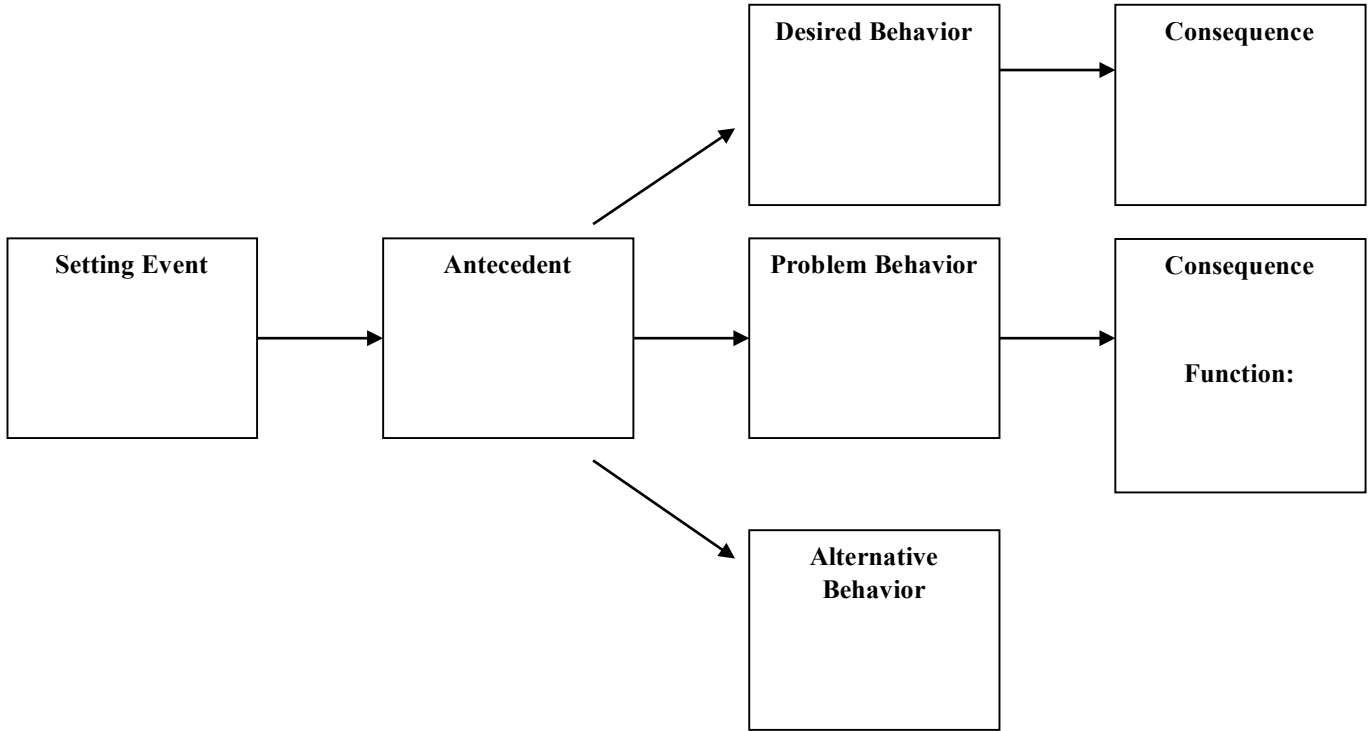 Desired Behavior
Consequence
Setting Event
Antecedent
Problem Behavior
Consequence
Function:
Alternative
Behavior